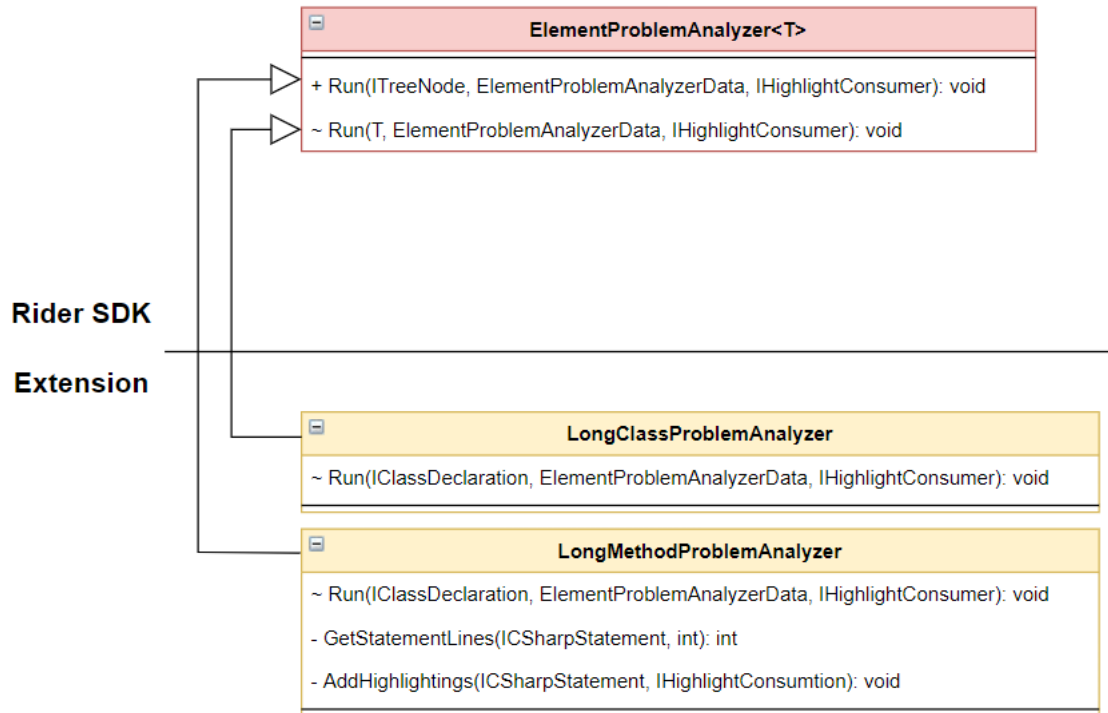 ElementProblemAnalyzer<T>
+ Run(ITreeNode, ElementProblemAnalyzerData, IHighlightConsumer): void
~ Run(T, ElementProblemAnalyzerData, IHighlightConsumer): void
Rider SDK
Extension
LongClassProblemAnalyzer
~ Run(IClassDeclaration, ElementProblemAnalyzerData, IHighlightConsumer): void
LongMethodProblemAnalyzer
~ Run(IClassDeclaration, ElementProblemAnalyzerData, IHighlightConsumer): void
- GetStatementLines(ICSharpStatement, int): int
- AddHighlightings(ICSharpStatement, IHighlightConsumtion): void